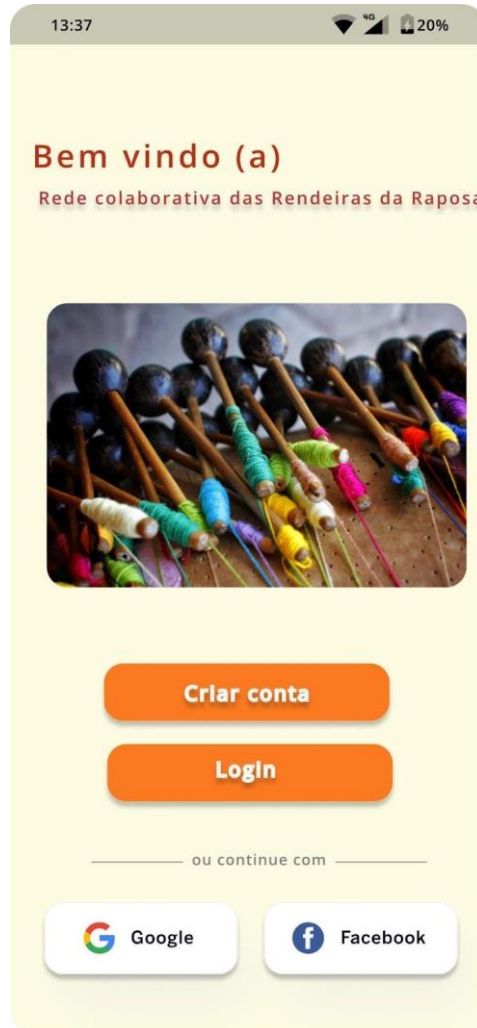 13:37 4G 20%
Bem vindo (a)
Rede colaborativa das Rendeiras da Raposa
Criar conta
Login
ou continue com
Google Facebook